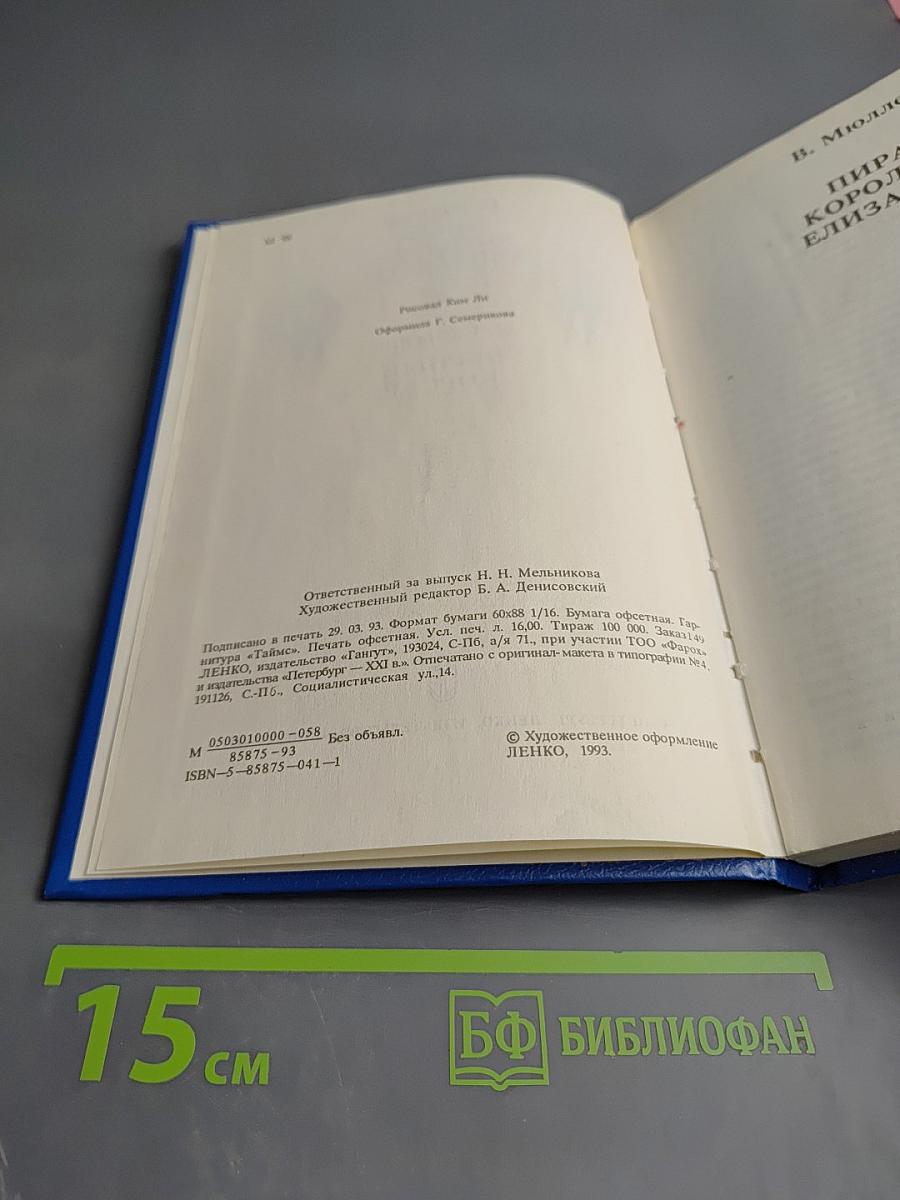 Рисовал Ким Ли
Оформила Г. Семерикова
Ответственный за выпуск Н. Н. Мельникова
Художественный редактор Б. А. Денисовский
Подписано в печать 29. 03. 93. Формат бумаги 60х88 1/16. Бумага офсетная. Гар-
нитура «Таймс». Печать офсетная. Усл. печ. л. 16,00. Тираж 100 000. Заказ149
ЛЕНКО, издательство «Гангут», 193024, С-Пб, а/я 71., при участии ТОО «Фарох»
и издательства «Петербург — XXI в.». Отпечатано с оригинал-макета в типографии №4,
191126, С.-Пб., Социалистическая ул.,14.
М 0503010000-058 Без объявл.
85875-93
ISBN—5—85875—041—1
© Художественное оформление
ЛЕНКО, 1993.
В. Мюлле
ПИРА
КОРОЛ
ЕЛИЗА
15 см
БФ БИБЛИОФАН